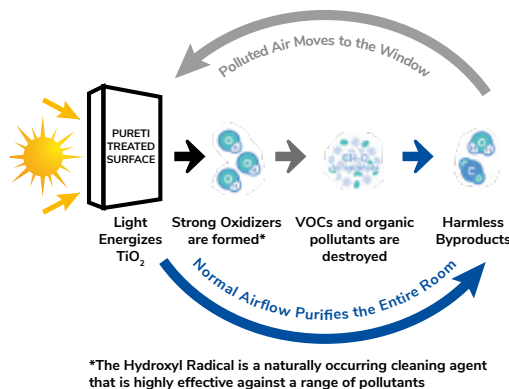 Polluted Air Moves to the Window
PURETI
TREATED
SURFACE
Light
Energizes
TiO₂
Strong Oxidizers
are formed*
VOCs and organic
pollutants are
destroyed
Harmless
Byproducts
Normal Airflow Purifies the Entire Room
*The Hydroxyl Radical is a naturally occurring cleaning agent
that is highly effective against a range of pollutants